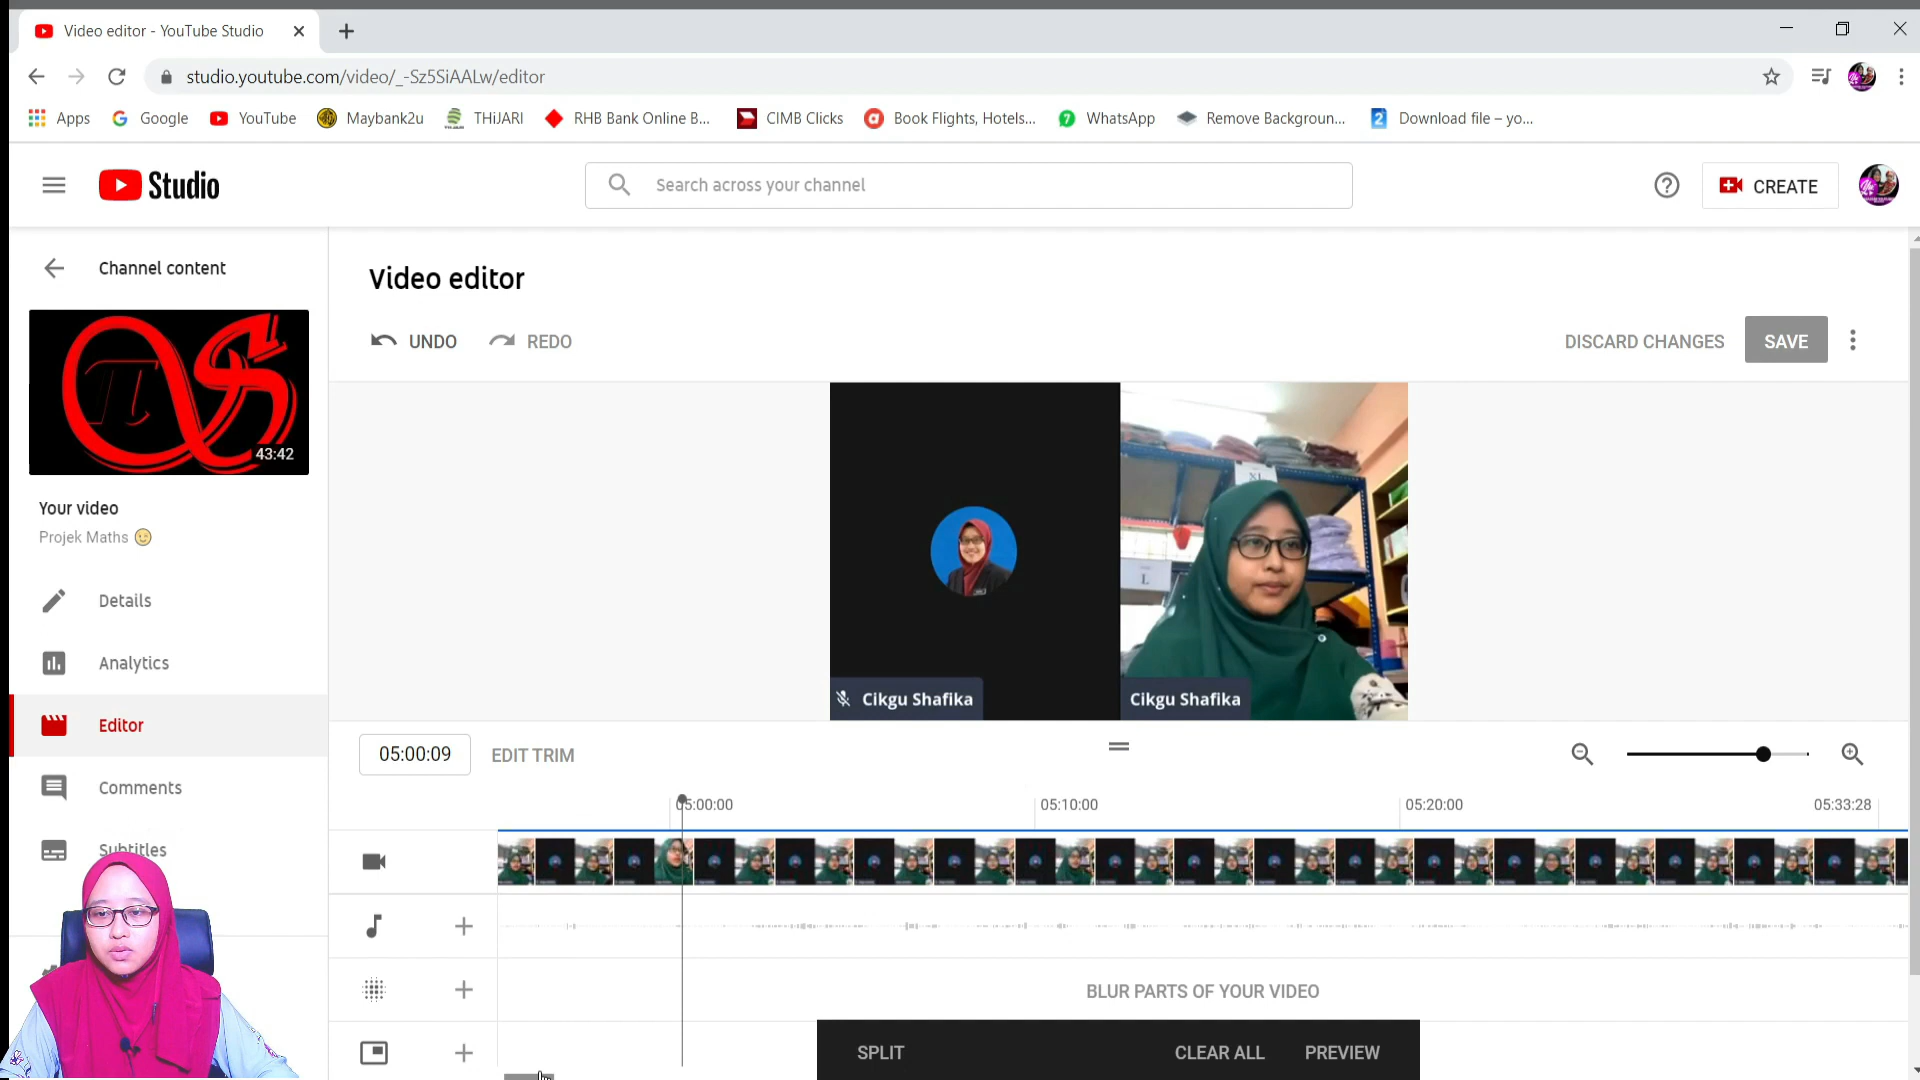 Video editor - YouTube Studio
studio.youtube.com/video/_-Sz5SiAALw/editor
Apps
Google
YouTube
Maybank2u
THiJARI
RHB Bank Online B...
CIMB Clicks
Book Flights, Hotels...
WhatsApp
Remove Backgroun...
Download file – yo...
Studio
Search across your channel
CREATE
Channel content
Video editor
43:42
UNDO
REDO
DISCARD CHANGES
SAVE
Your video
Projek Maths
Details
Analytics
Editor
Comments
Subtitles
XL
L
Cikgu Shafika
Cikgu Shafika
05:00:09
EDIT TRIM
05:00:00
05:10:00
05:20:00
05:33:28
BLUR PARTS OF YOUR VIDEO
SPLIT
CLEAR ALL
PREVIEW